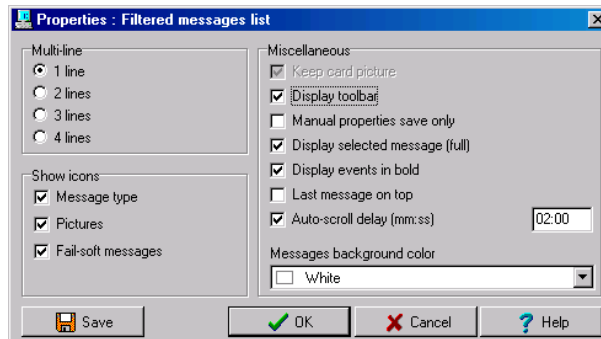 Properties : Filtered messages list
Multi-line
1 line
2 lines
3 lines
4 lines
Show icons
Message type
Pictures
Fail-soft messages
Miscellaneous
Keep card picture
Display toolbar
Manual properties save only
Display selected message (full)
Display events in bold
Last message on top
Auto-scroll delay (mm:ss) 02:00
Messages background color
White
Save OK Cancel Help